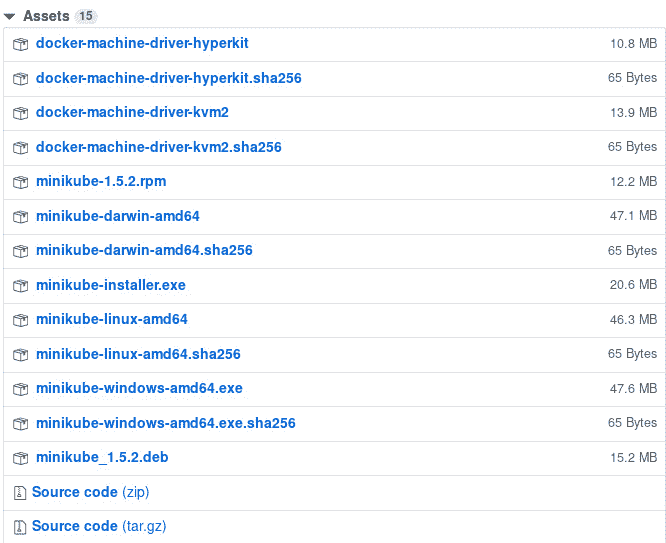 Assets 15
docker-machine-driver-hyperkit 10.8 MB
docker-machine-driver-hyperkit.sha256 65 Bytes
docker-machine-driver-kvm2 13.9 MB
docker-machine-driver-kvm2.sha256 65 Bytes
minikube-1.5.2.rpm 12.2 MB
minikube-darwin-amd64 47.1 MB
minikube-darwin-amd64.sha256 65 Bytes
minikube-installer.exe 20.6 MB
minikube-linux-amd64 46.3 MB
minikube-linux-amd64.sha256 65 Bytes
minikube-windows-amd64.exe 47.6 MB
minikube-windows-amd64.exe.sha256 65 Bytes
minikube_1.5.2.deb 15.2 MB
Source code (zip)
Source code (tar.gz)